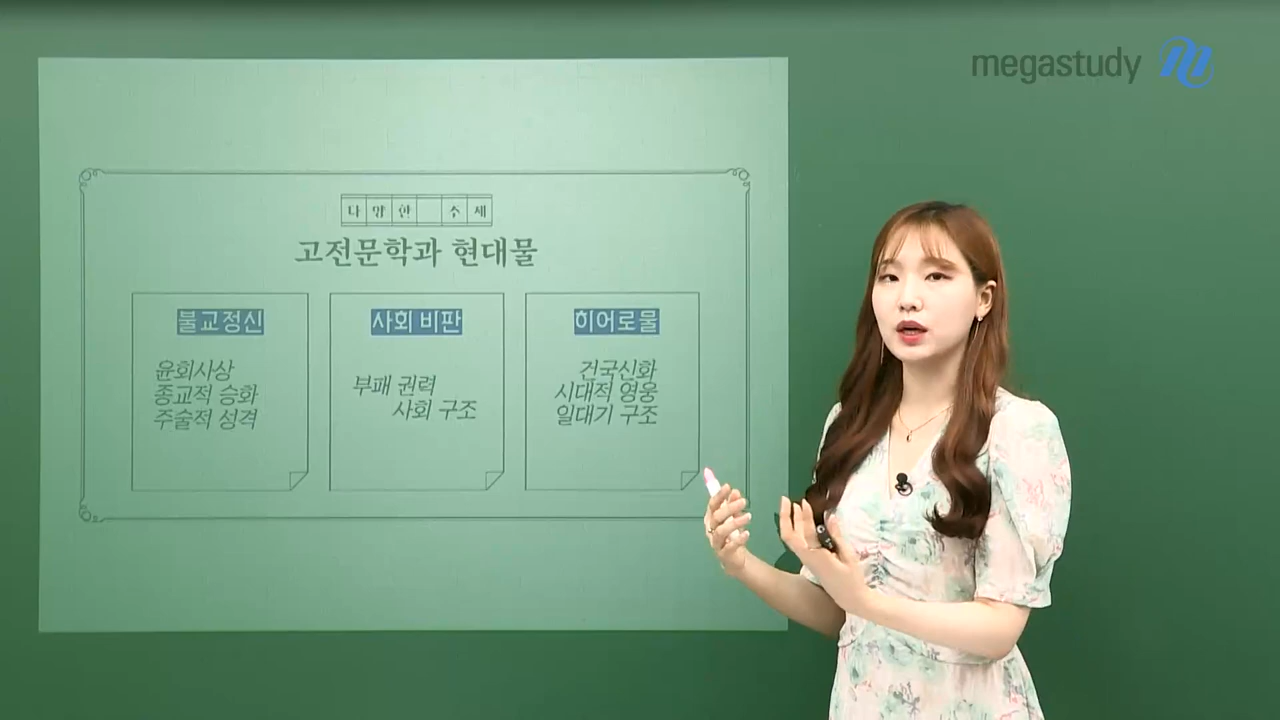 megastudy
다양한 주제
고전문학과 현대물
불교정신
윤회사상
종교적 승화
주술적 성격
사회 비판
부패 권력
사회 구조
히어로물
건국신화
시대적 영웅
일대기 구조